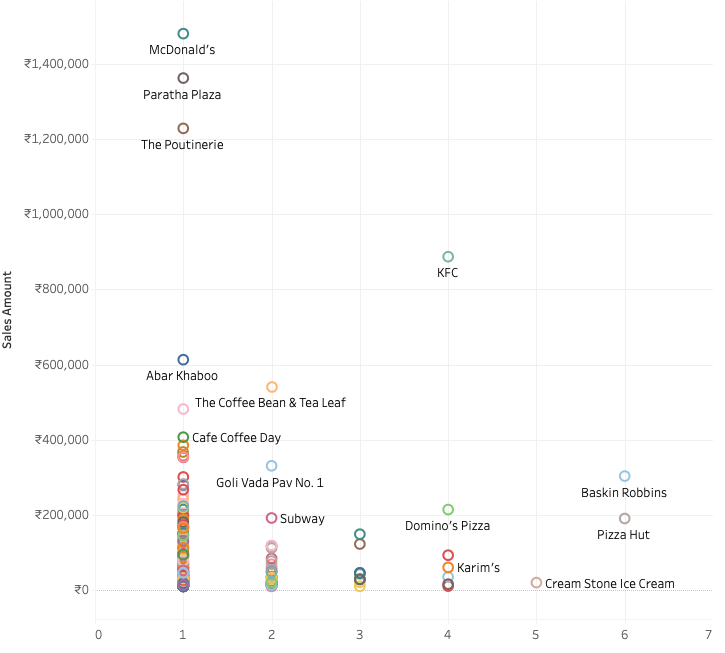 ₹1,400,000
McDonald's
Paratha Plaza
₹1,200,000
The Poutinerie
₹1,000,000
Sales Amount
₹800,000
KFC
₹600,000
Abar Khaboo
The Coffee Bean & Tea Leaf
₹400,000
Cafe Coffee Day
Goli Vada Pav No. 1
Baskin Robbins
₹200,000
Subway
Domino's Pizza
Pizza Hut
Karim's
Cream Stone Ice Cream
₹0
0 1 2 3 4 5 6 7